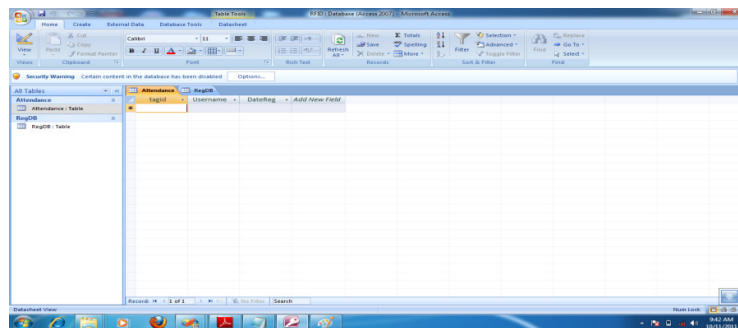 Table Tools
RFID : Database (Access 2007) - Microsoft Access
Home Create External Data Database Tools Datasheet
Cut
Copy
Format Painter
View
Paste
Calibri 11
B I U A
Refresh All
New
Save
Delete
Totals
Spelling
More
Filter
Selection
Advanced
Toggle Filter
Find
Replace
Go To
Select
Views Clipboard Font Rich Text Records Sort & Filter Find
Security Warning Certain content in the database has been disabled Options...
All Tables
Attendance RegDB
tagid Username DateReg Add New Field
Attendance
Attendance : Table
RegDB
RegDB : Table
Record: 1 of 1 No Filter Search
Datasheet View
Num Lock
9:42 AM
10/11/2011